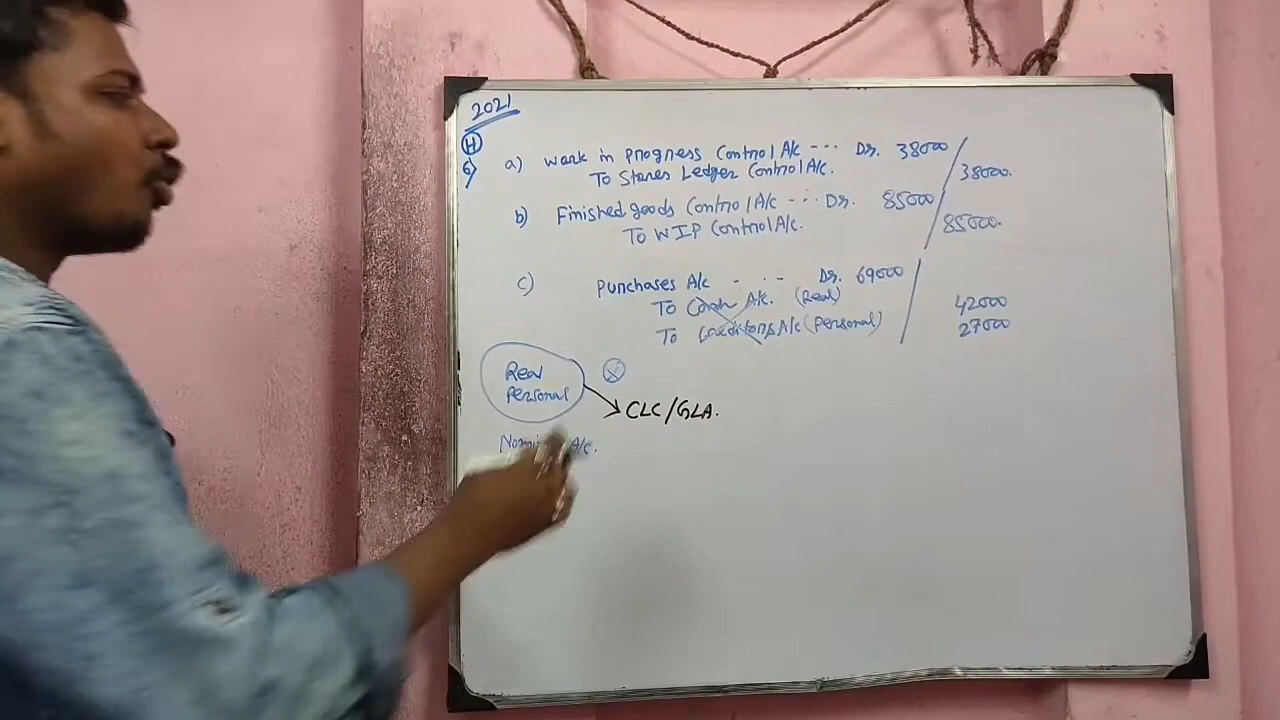 2021
H
6)
a) Work in progress Control A/c --- Dr. 38000
To Stores Ledger Control A/c. 38000.
b) Finished goods Control A/c --- Dr. 85000
To WIP Control A/c. 85000.
c) Purchases A/c - - - Dr. 69000
To Cash A/c. (Real) 42000
To Creditors A/c (Personal) 27000
Real
Personal
CLC/GLA.
A/c.